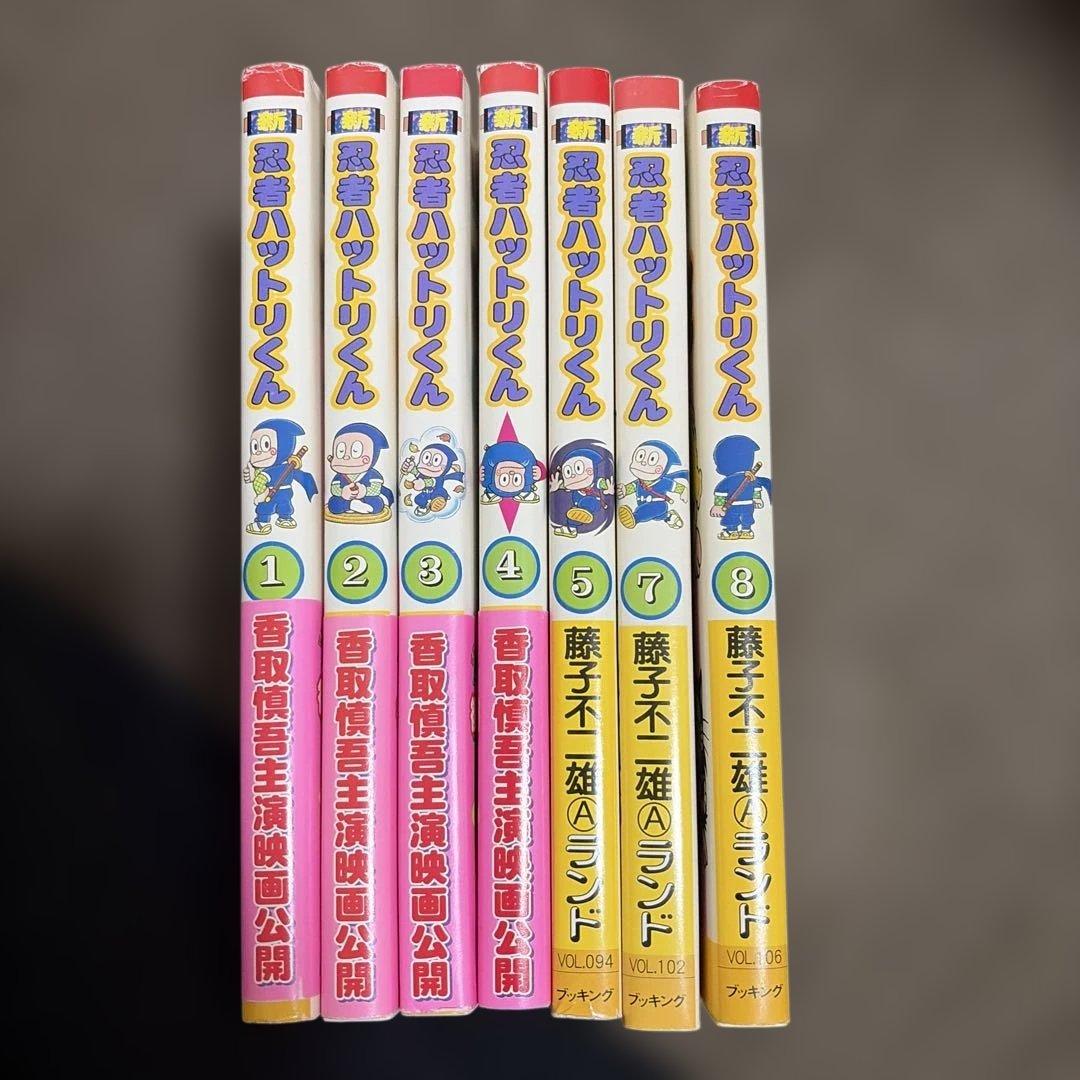 新
忍者ハットリくん
1
香取慎吾主演映画公開
新
忍者ハットリくん
2
香取慎吾主演映画公開
新
忍者ハットリくん
3
香取慎吾主演映画公開
新
忍者ハットリくん
4
香取慎吾主演映画公開
新
忍者ハットリくん
5
藤子不二雄Ⓐランド
VOL.094
ブッキング
新
忍者ハットリくん
7
藤子不二雄Ⓐランド
VOL.102
ブッキング
新
忍者ハットリくん
8
藤子不二雄Ⓐランド
VOL.106
ブッキング